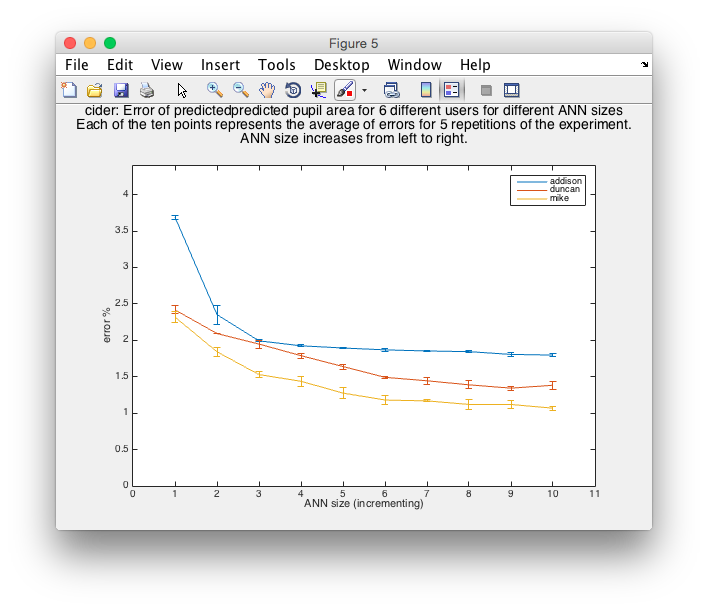 Figure 5
File Edit View Insert Tools Desktop Window Help
cider: Error of predictedpredicted pupil area for 6 different users for different ANN sizes
Each of the ten points represents the average of errors for 5 repetitions of the experiment.
ANN size increases from left to right.
addison
duncan
mike
4
3.5
3
2.5
2
1.5
1
0.5
0
error %
0 1 2 3 4 5 6 7 8 9 10 11
ANN size (incrementing)